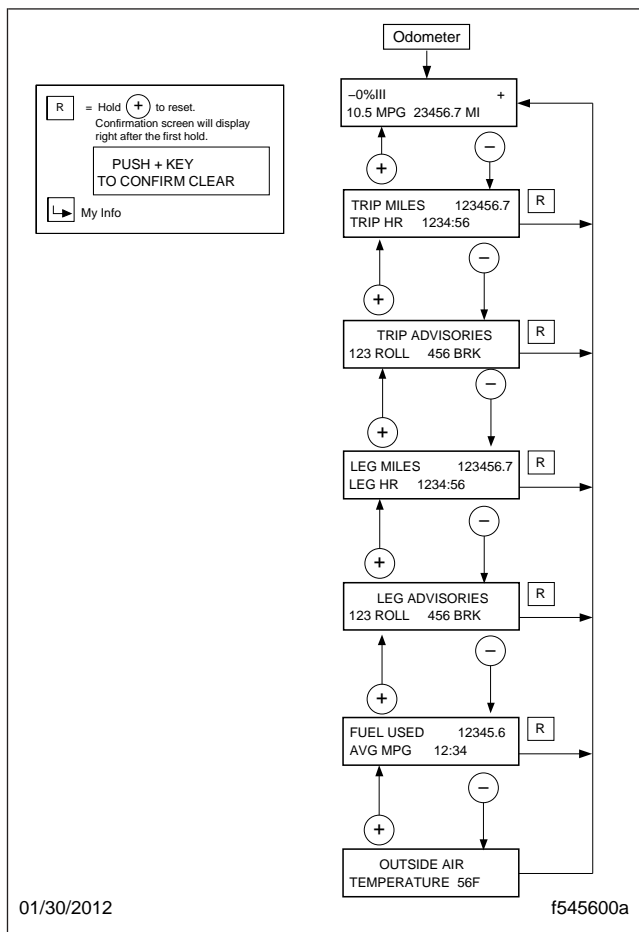 Odometer
–0%III +
10.5 MPG 23456.7 MI
R = Hold + to reset.
Confirmation screen will display
right after the first hold.
PUSH + KEY
TO CONFIRM CLEAR
My Info
+
–
TRIP MILES 123456.7
TRIP HR 1234:56
R
+
–
TRIP ADVISORIES
123 ROLL 456 BRK
R
+
–
LEG MILES 123456.7
LEG HR 1234:56
R
+
–
LEG ADVISORIES
123 ROLL 456 BRK
R
+
–
FUEL USED 12345.6
AVG MPG 12:34
R
+
–
OUTSIDE AIR
TEMPERATURE 56F
01/30/2012
f545600a